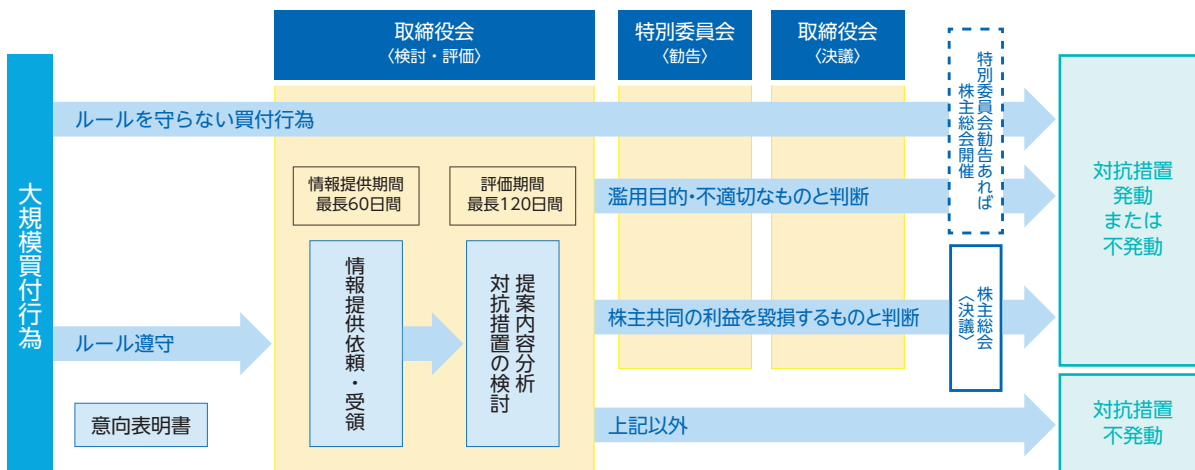 取締役会
〈検討・評価〉
特別委員会
〈勧告〉
取締役会
〈決議〉
大規模買付行為
ルールを守らない買付行為
特別委員会勧告あれば
株主総会開催
対抗措置
発動
または
不発動
情報提供期間
最長60日間
評価期間
最長120日間
濫用目的・不適切なものと判断
情報提供依頼・受領
提案内容分析
対抗措置の検討
株主共同の利益を毀損するものと判断
株主総会
〈決議〉
ルール遵守
意向表明書
上記以外
対抗措置
不発動